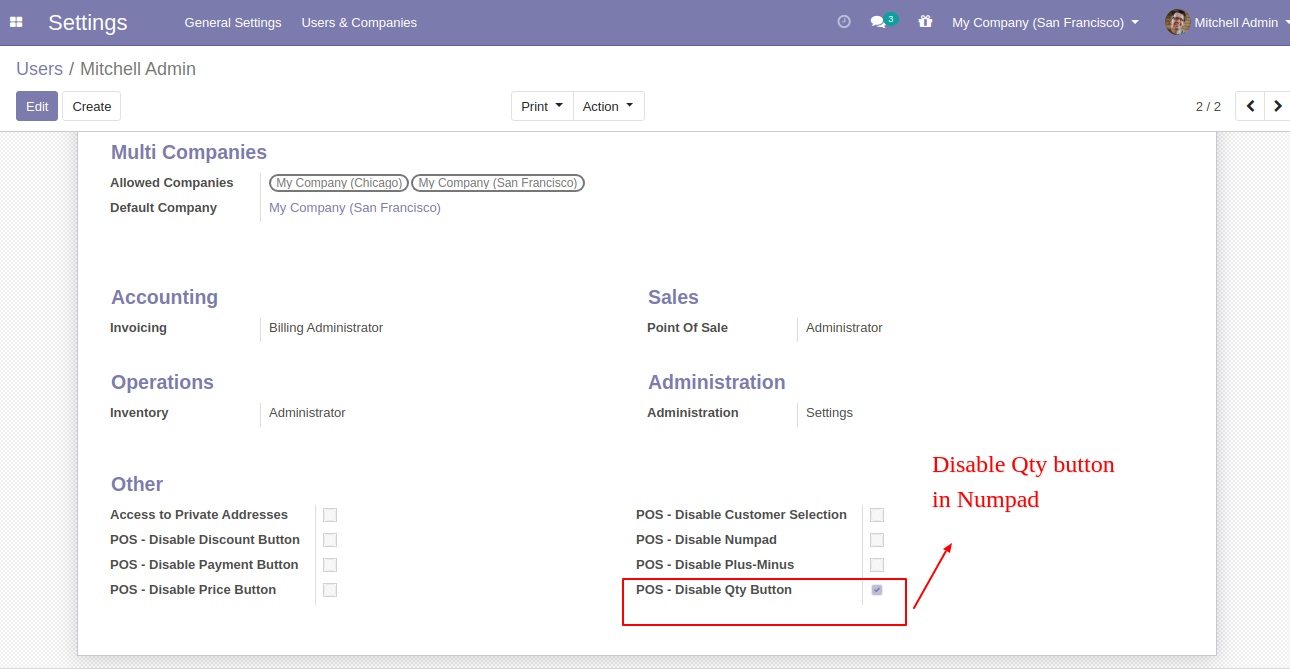 Settings General Settings Users & Companies 3 My Company (San Francisco) Mitchell Admin
Users / Mitchell Admin
Edit Create Print Action 2 / 2
Multi Companies
Allowed Companies My Company (Chicago) My Company (San Francisco)
Default Company My Company (San Francisco)
Accounting Sales
Invoicing Billing Administrator Point Of Sale Administrator
Operations Administration
Inventory Administrator Administration Settings
Disable Qty button
in Numpad
Other
Access to Private Addresses POS - Disable Customer Selection
POS - Disable Discount Button POS - Disable Numpad
POS - Disable Payment Button POS - Disable Plus-Minus
POS - Disable Price Button POS - Disable Qty Button